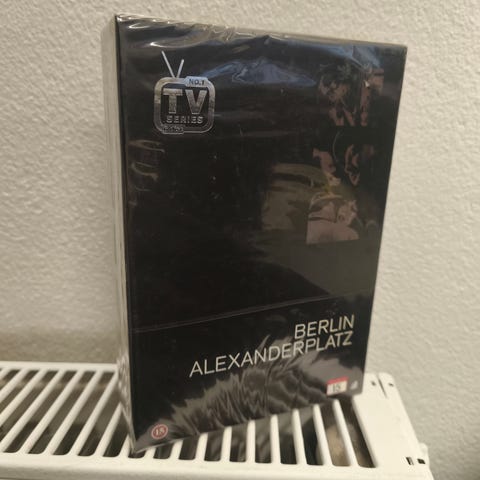 NO.1
TV
SERIES
BERLIN
ALEXANDERPLATZ
15
15